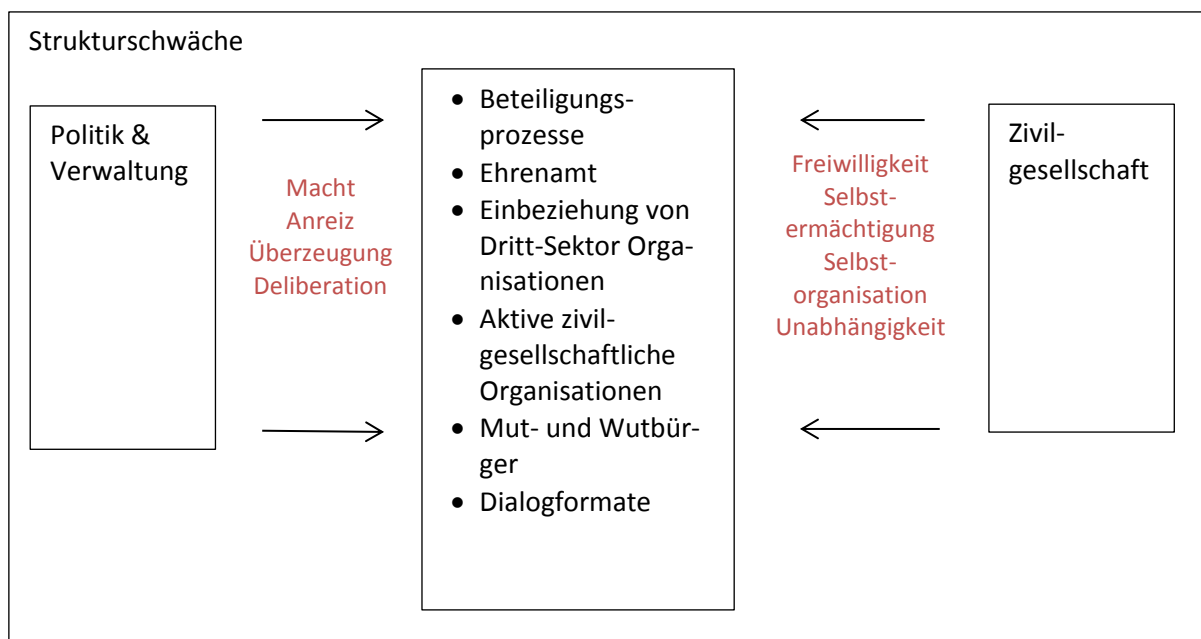 Strukturschwäche
Politik &
Verwaltung
Macht
Anreiz
Überzeugung
Deliberation
• Beteiligungs-
prozesse
• Ehrenamt
• Einbeziehung von
Dritt-Sektor Orga-
nisationen
• Aktive zivil-
gesellschaftliche
Organisationen
• Mut- und Wutbür-
ger
• Dialogformate
Freiwilligkeit
Selbst-
ermächtigung
Selbst-
organisation
Unabhängigkeit
Zivil-
gesellschaft